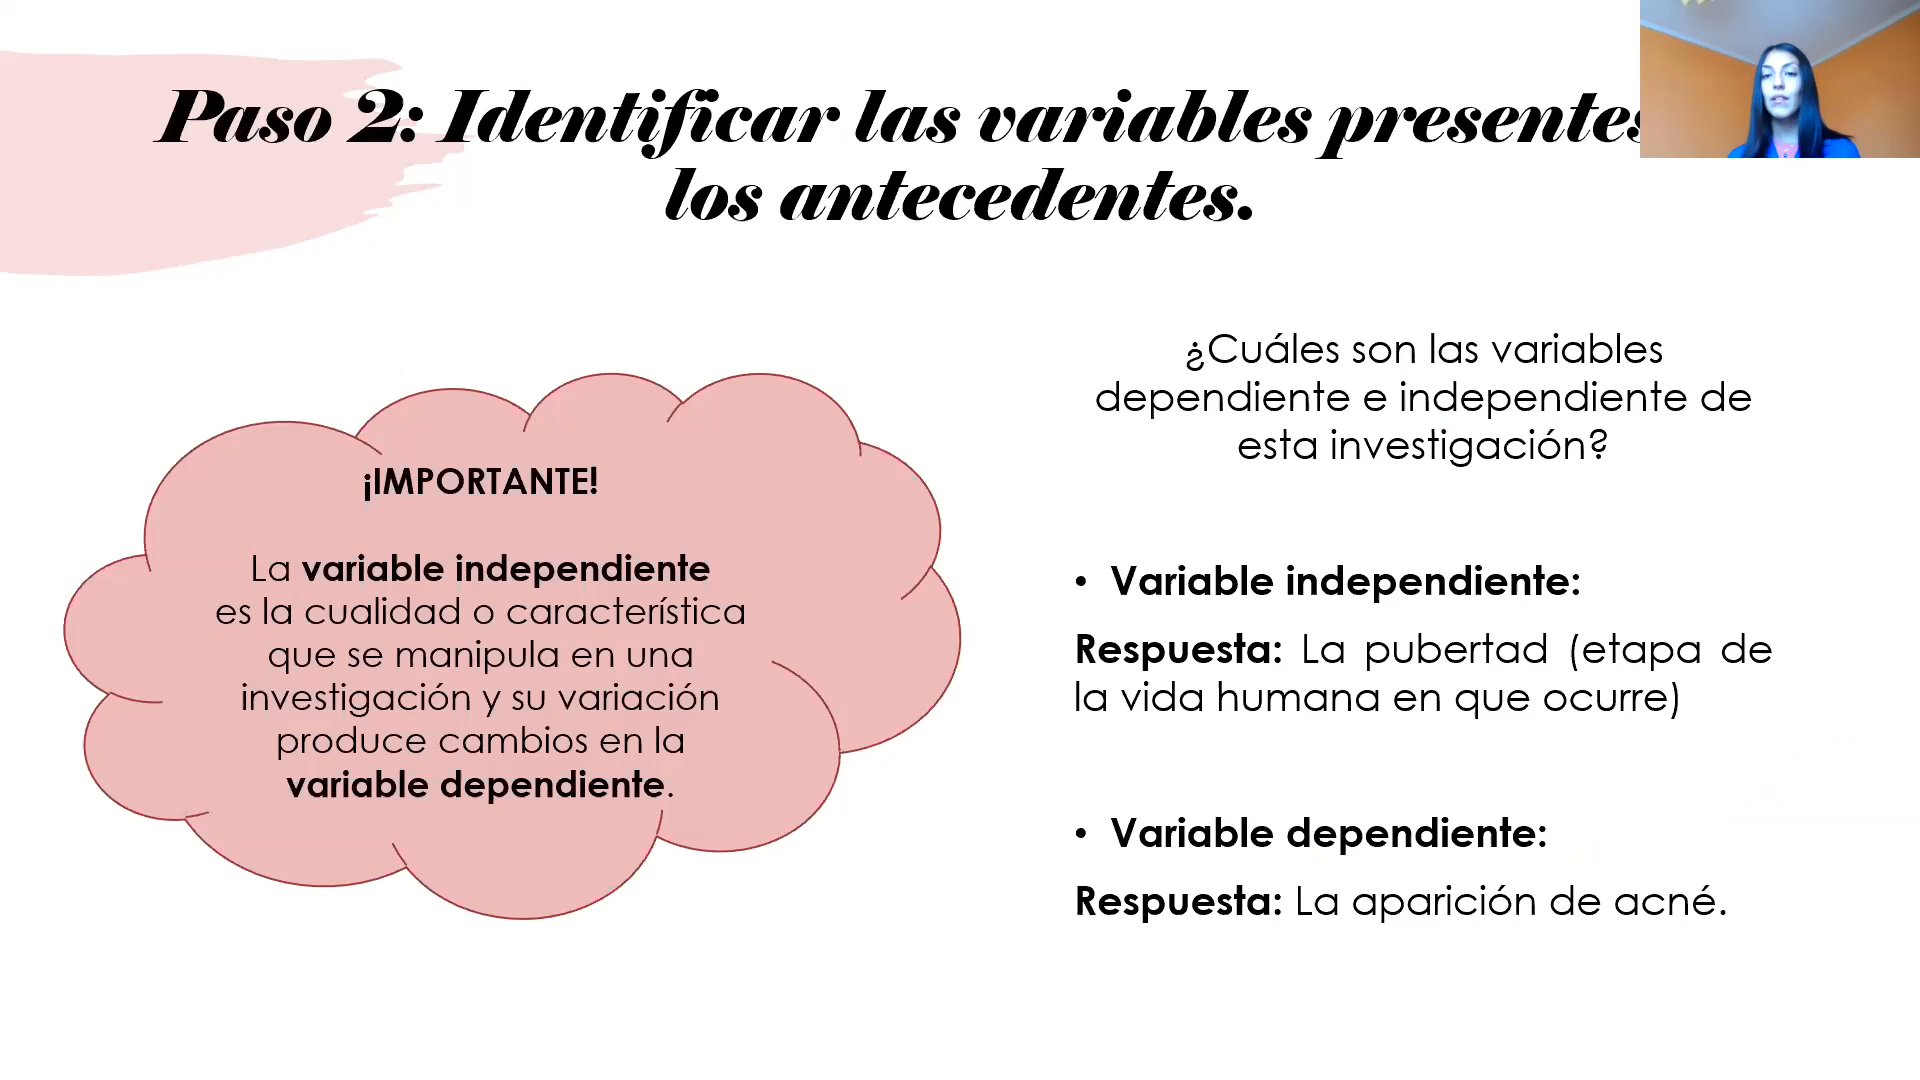 Paso 2: Identificar las variables presentes
los antecedentes.
¡IMPORTANTE!
La variable independiente
es la cualidad o característica
que se manipula en una
investigación y su variación
produce cambios en la
variable dependiente.
¿Cuáles son las variables
dependiente e independiente de
esta investigación?
• Variable independiente:
Respuesta: La pubertad (etapa de
la vida humana en que ocurre)
• Variable dependiente:
Respuesta: La aparición de acné.